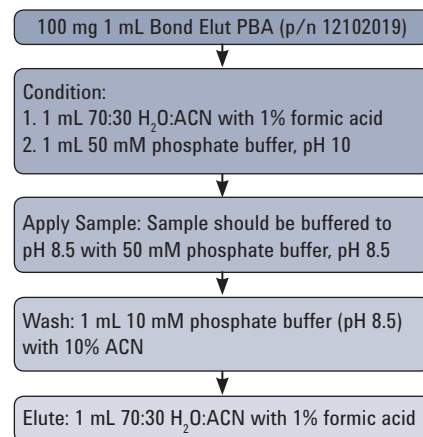 100 mg 1 mL Bond Elut PBA (p/n 12102019)
Condition:
1. 1 mL 70:30 H₂O:ACN with 1% formic acid
2. 1 mL 50 mM phosphate buffer, pH 10
Apply Sample: Sample should be buffered to
pH 8.5 with 50 mM phosphate buffer, pH 8.5
Wash: 1 mL 10 mM phosphate buffer (pH 8.5)
with 10% ACN
Elute: 1 mL 70:30 H₂O:ACN with 1% formic acid